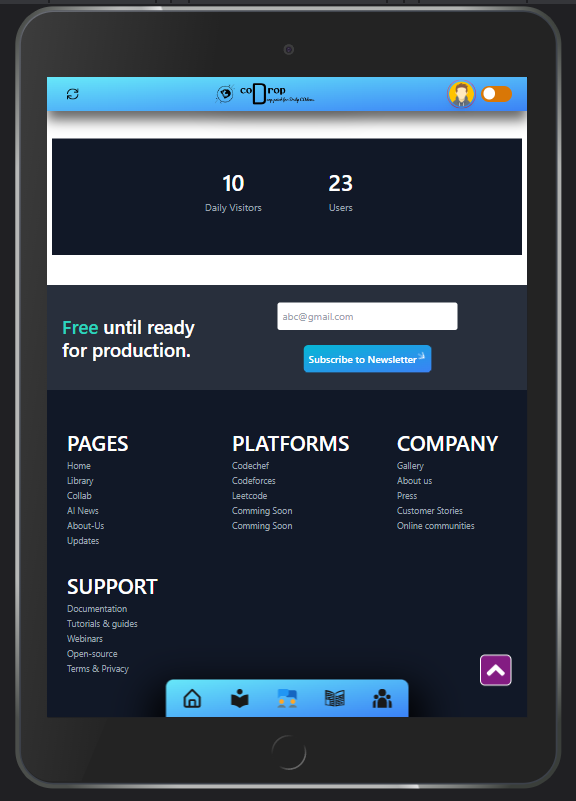 coDrop
10
23
Daily Visitors
Users
Free until ready
for production.
abc@gmail.com
Subscribe to Newsletter
PAGES
Home
Library
Collab
AI News
About-Us
Updates
PLATFORMS
Codechef
Codeforces
Leetcode
Comming Soon
Comming Soon
COMPANY
Gallery
About us
Press
Customer Stories
Online communities
SUPPORT
Documentation
Tutorials & guides
Webinars
Open-source
Terms & Privacy